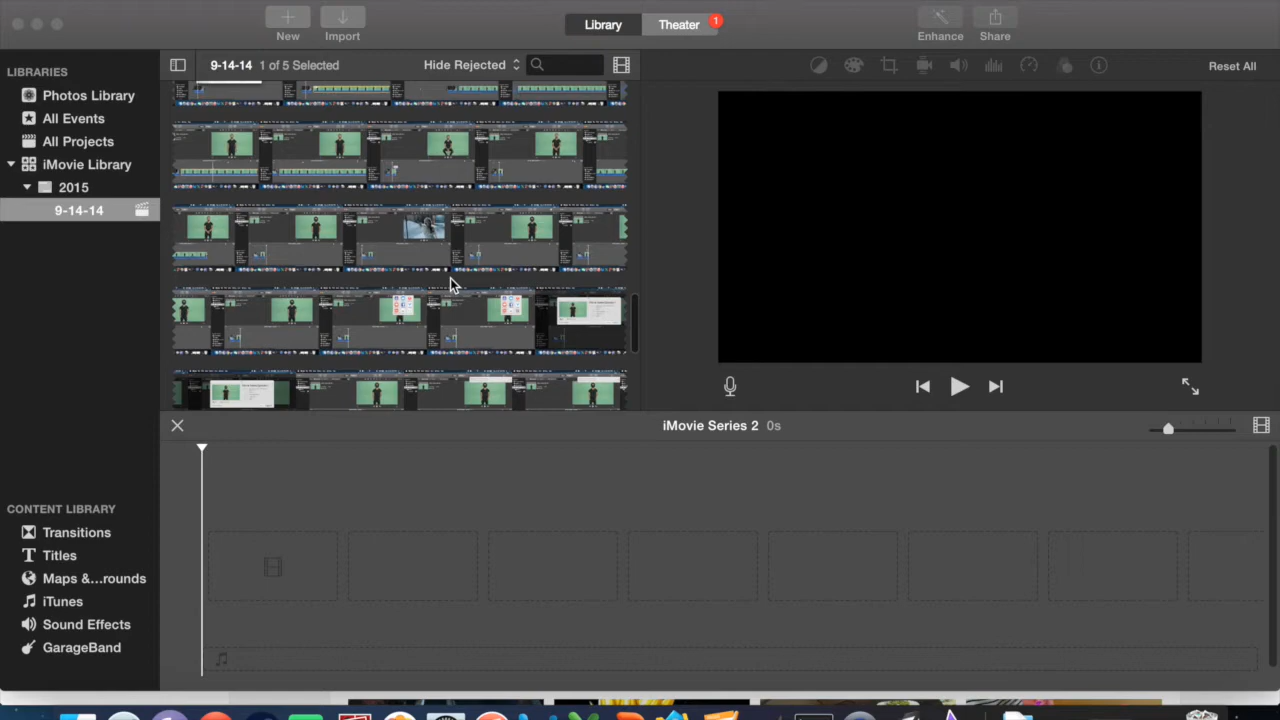 Library
Theater
1
New
Import
Enhance
Share
LIBRARIES
9-14-14 1 of 5 Selected
Hide Rejected
Reset All
Photos Library
All Events
All Projects
iMovie Library
2015
9-14-14
iMovie Series 2 0s
CONTENT LIBRARY
Transitions
Titles
Maps &...rounds
iTunes
Sound Effects
GarageBand